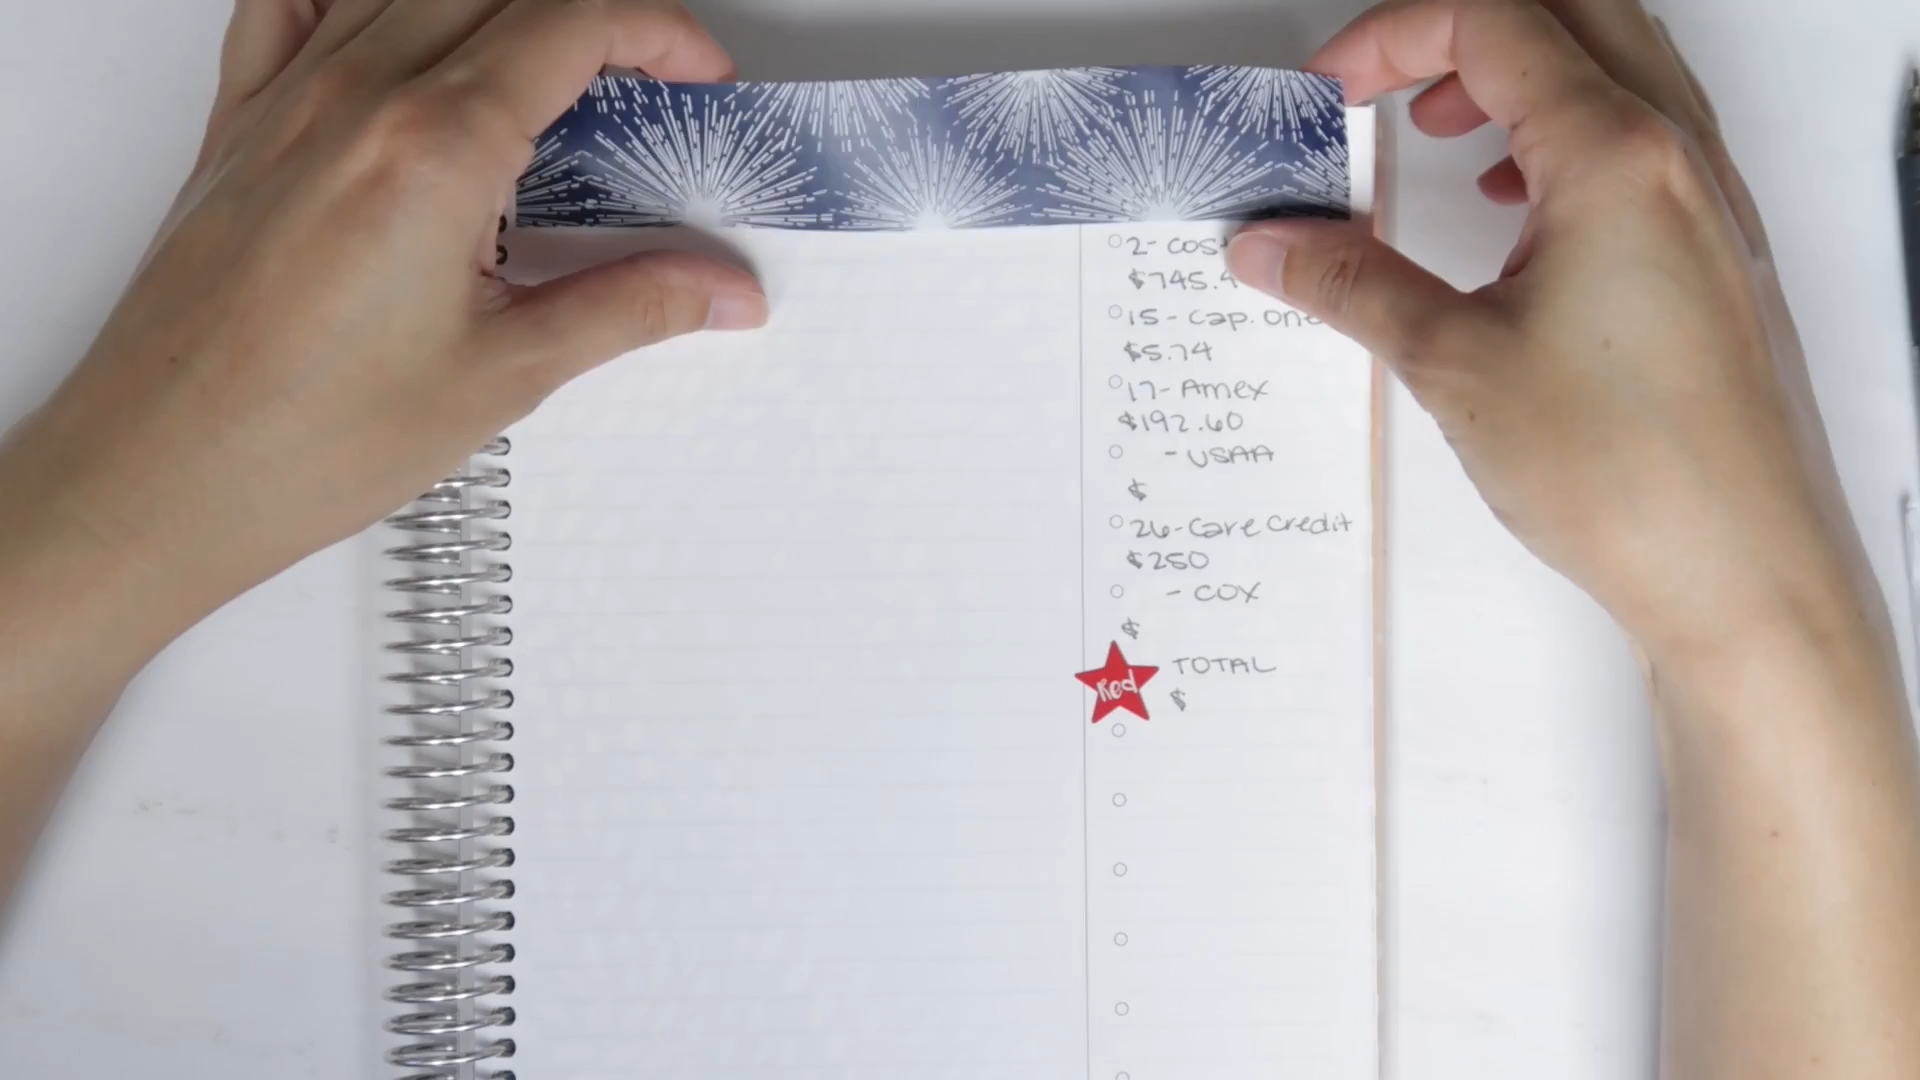 2- Cost
$745.4
15- Cap. One
$5.74
17- Amex
$192.60
- USAA
$
26- Care Credit
$250
- COX
$
Red
TOTAL
$